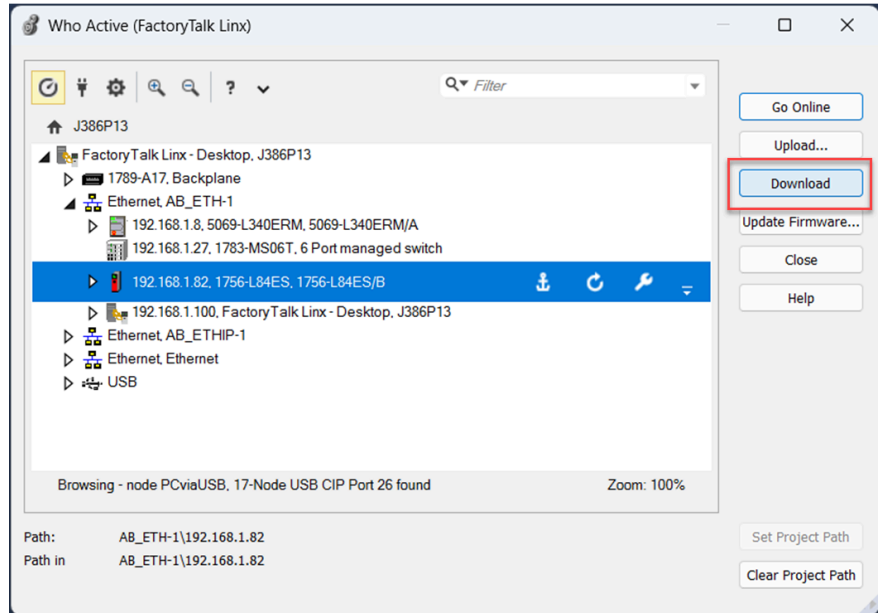 Who Active (FactoryTalk Linx)
?
Filter
J386P13
FactoryTalk Linx - Desktop, J386P13
1789-A17, Backplane
Ethernet, AB_ETH-1
192.168.1.8, 5069-L340ERM, 5069-L340ERM/A
192.168.1.27, 1783-MS06T, 6 Port managed switch
192.168.1.82, 1756-L84ES, 1756-L84ES/B
192.168.1.100, FactoryTalk Linx - Desktop, J386P13
Ethernet, AB_ETHIP-1
Ethernet, Ethernet
USB
Browsing - node PCviaUSB, 17-Node USB CIP Port 26 found Zoom: 100%
Go Online
Upload...
Download
Update Firmware...
Close
Help
Path: AB_ETH-1\192.168.1.82
Path in AB_ETH-1\192.168.1.82
Set Project Path
Clear Project Path